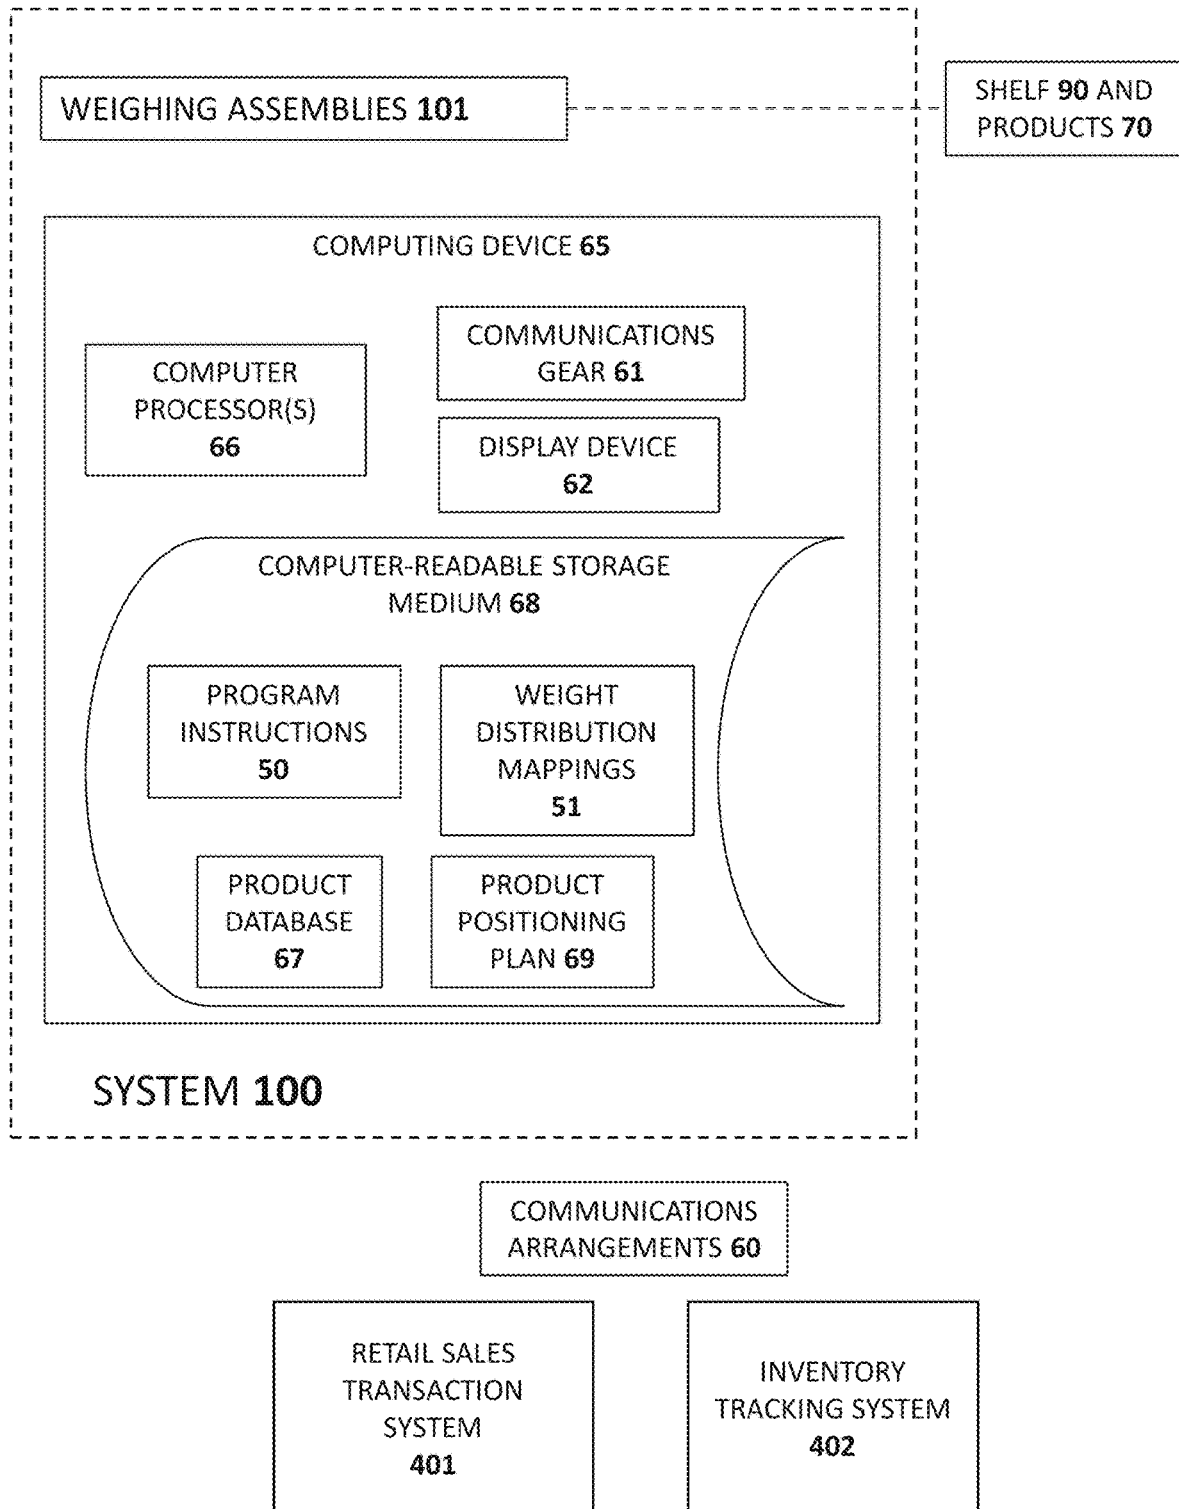 WEIGHING ASSEMBLIES 101
SHELF 90 AND
PRODUCTS 70
COMPUTING DEVICE 65
COMPUTER
PROCESSOR(S)
66
COMMUNICATIONS
GEAR 61
DISPLAY DEVICE
62
COMPUTER-READABLE STORAGE
MEDIUM 68
PROGRAM
INSTRUCTIONS
50
WEIGHT
DISTRIBUTION
MAPPINGS
51
PRODUCT
DATABASE
67
PRODUCT
POSITIONING
PLAN 69
SYSTEM 100
COMMUNICATIONS
ARRANGEMENTS 60
RETAIL SALES
TRANSACTION
SYSTEM
401
INVENTORY
TRACKING SYSTEM
402